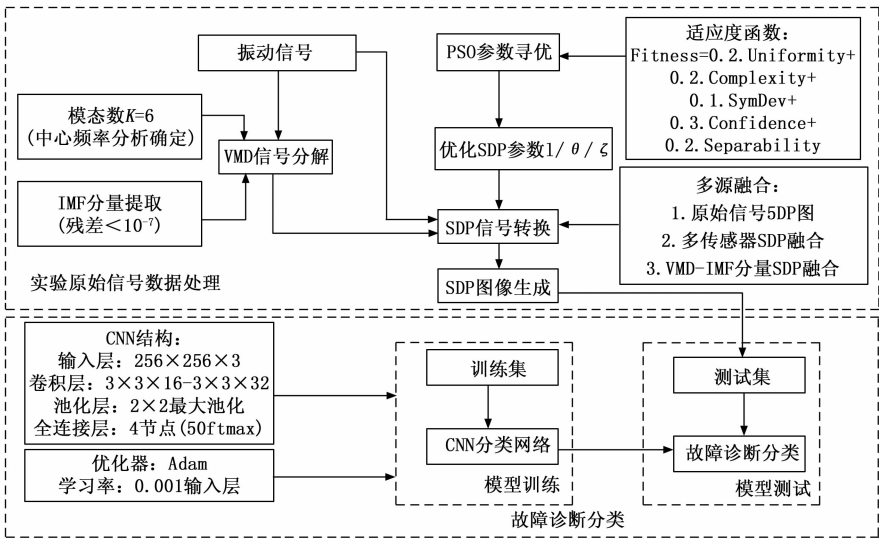 振动信号
模态数K=6
(中心频率分析确定)
VMD信号分解
IMF分量提取
(残差<10⁻⁷)
实验原始信号数据处理
PSO参数寻优
优化SDP参数1/θ/ζ
SDP信号转换
SDP图像生成
适应度函数:
Fitness=0.2.Uniformity+
0.2.Complexity+
0.1.SymDev+
0.3.Confidence+
0.2.Separability
多源融合:
1.原始信号5DP图
2.多传感器SDP融合
3.VMD-IMF分量SDP融合
CNN结构:
输入层:256×256×3
卷积层:3×3×16-3×3×32
池化层:2×2最大池化
全连接层:4节点(50ftmax)
优化器:Adam
学习率:0.001输入层
训练集
CNN分类网络
模型训练
测试集
故障诊断分类
模型测试
故障诊断分类